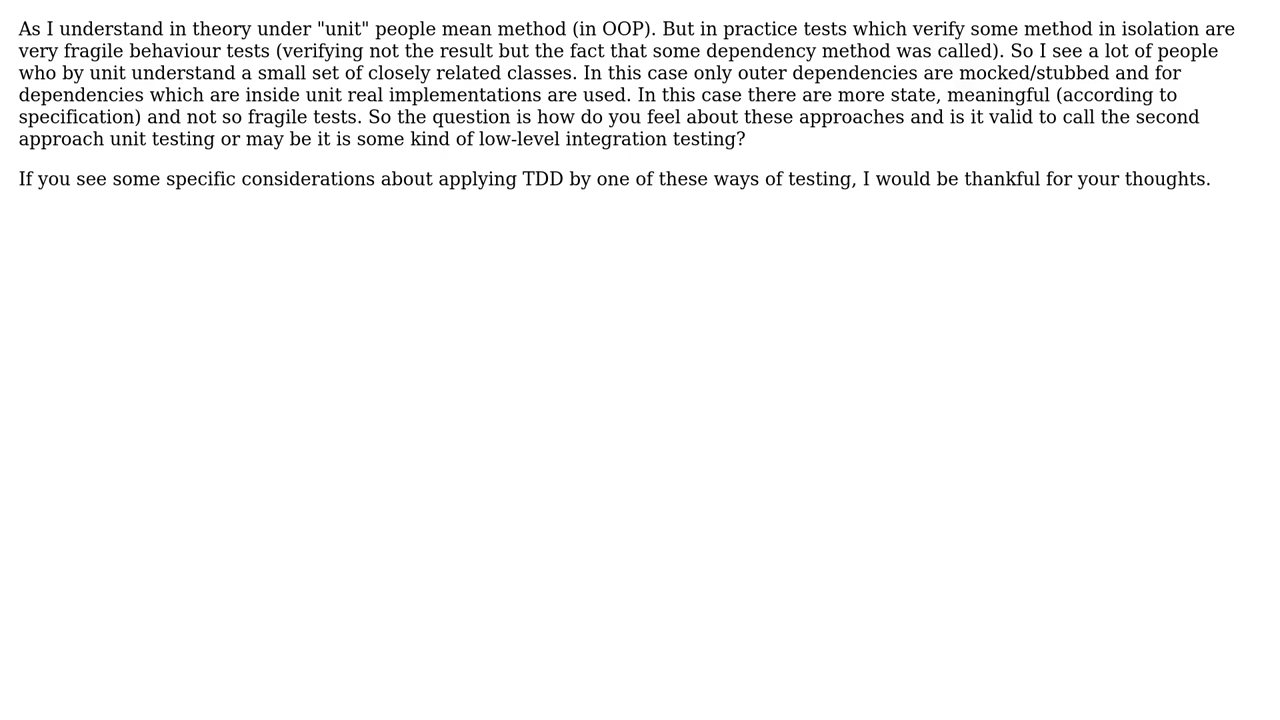 As I understand in theory under "unit" people mean method (in OOP). But in practice tests which verify some method in isolation are
very fragile behaviour tests (verifying not the result but the fact that some dependency method was called). So I see a lot of people
who by unit understand a small set of closely related classes. In this case only outer dependencies are mocked/stubbed and for
dependencies which are inside unit real implementations are used. In this case there are more state, meaningful (according to
specification) and not so fragile tests. So the question is how do you feel about these approaches and is it valid to call the second
approach unit testing or may be it is some kind of low-level integration testing?
If you see some specific considerations about applying TDD by one of these ways of testing, I would be thankful for your thoughts.